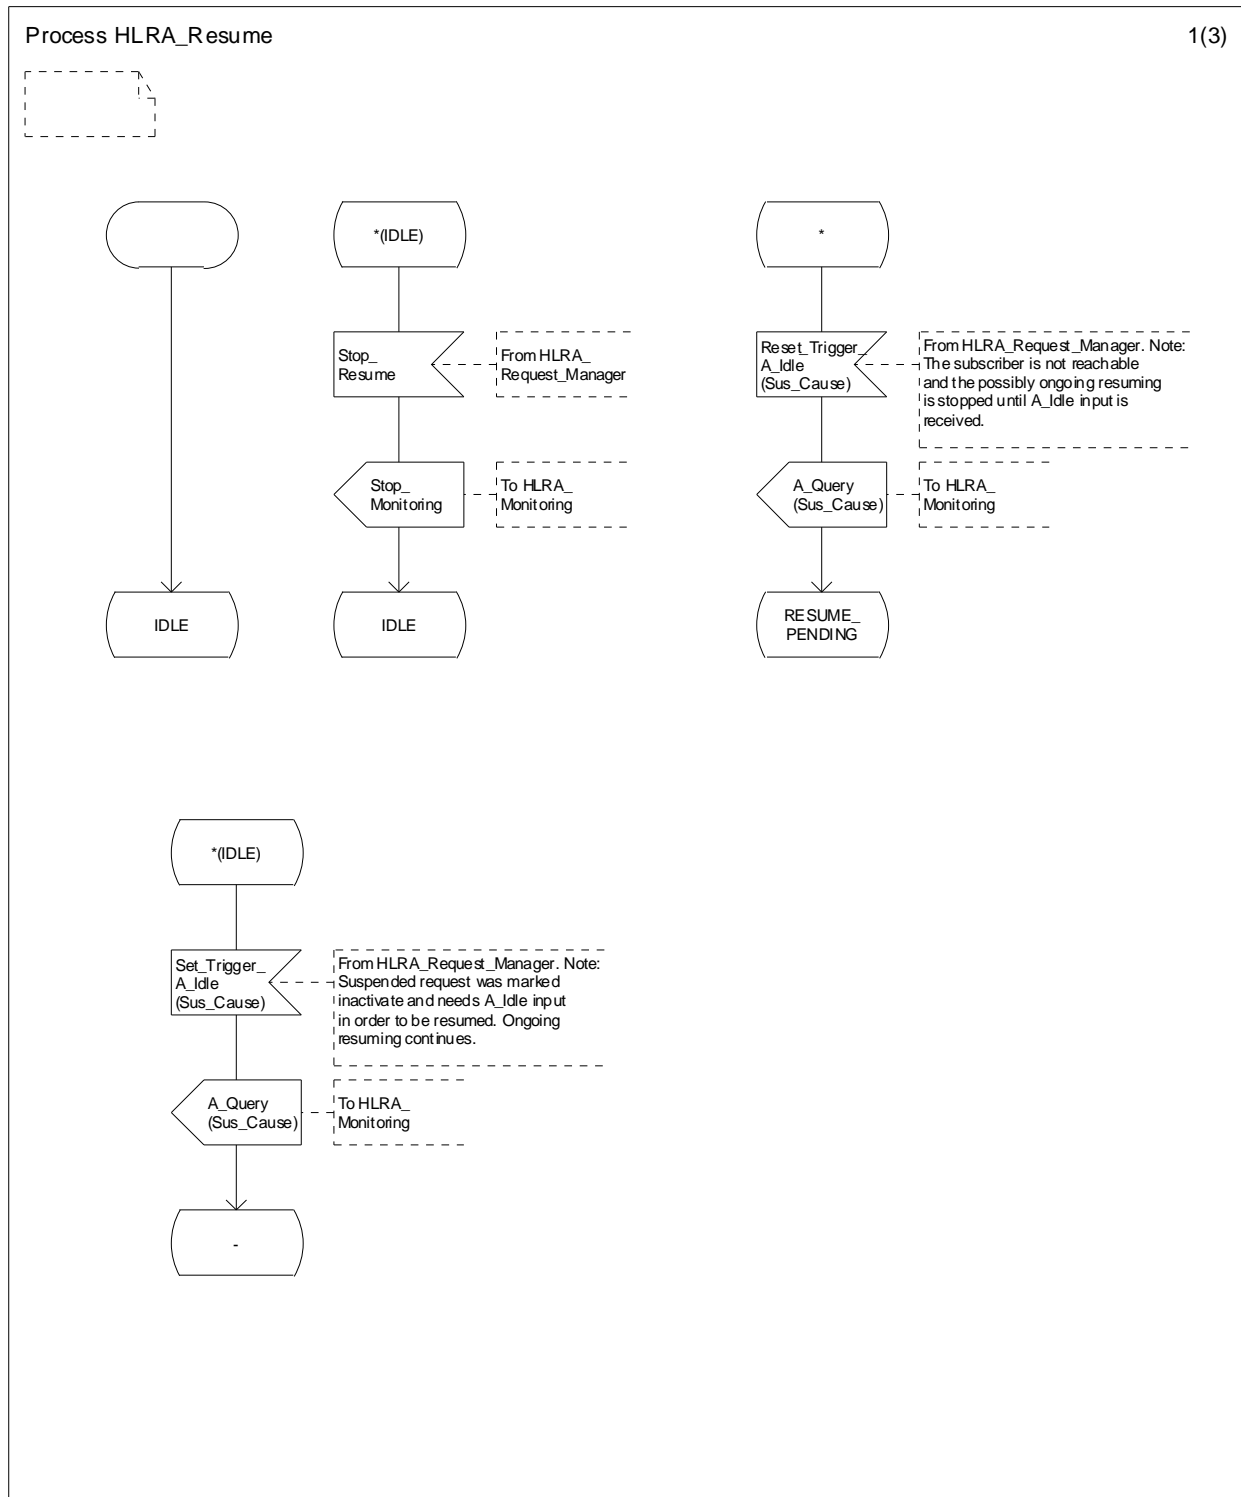 Process HLRA_Resume
1(3)
*(IDLE)
*
Stop_
Resume
From HLRA_
Request_Manager
Reset_Trigger_
A_Idle
(Sus_Cause)
From HLRA_Request_Manager. Note:
The subscriber is not reachable
and the possibly ongoing resuming
is stopped until A_Idle input is
received.
Stop_
Monitoring
To HLRA_
Monitoring
A_Query
(Sus_Cause)
To HLRA_
Monitoring
IDLE
IDLE
RESUME_
PENDING
*(IDLE)
Set_Trigger_
A_Idle
(Sus_Cause)
From HLRA_Request_Manager. Note:
Suspended request was marked
inactivate and needs A_Idle input
in order to be resumed. Ongoing
resuming continues.
A_Query
(Sus_Cause)
To HLRA_
Monitoring
-